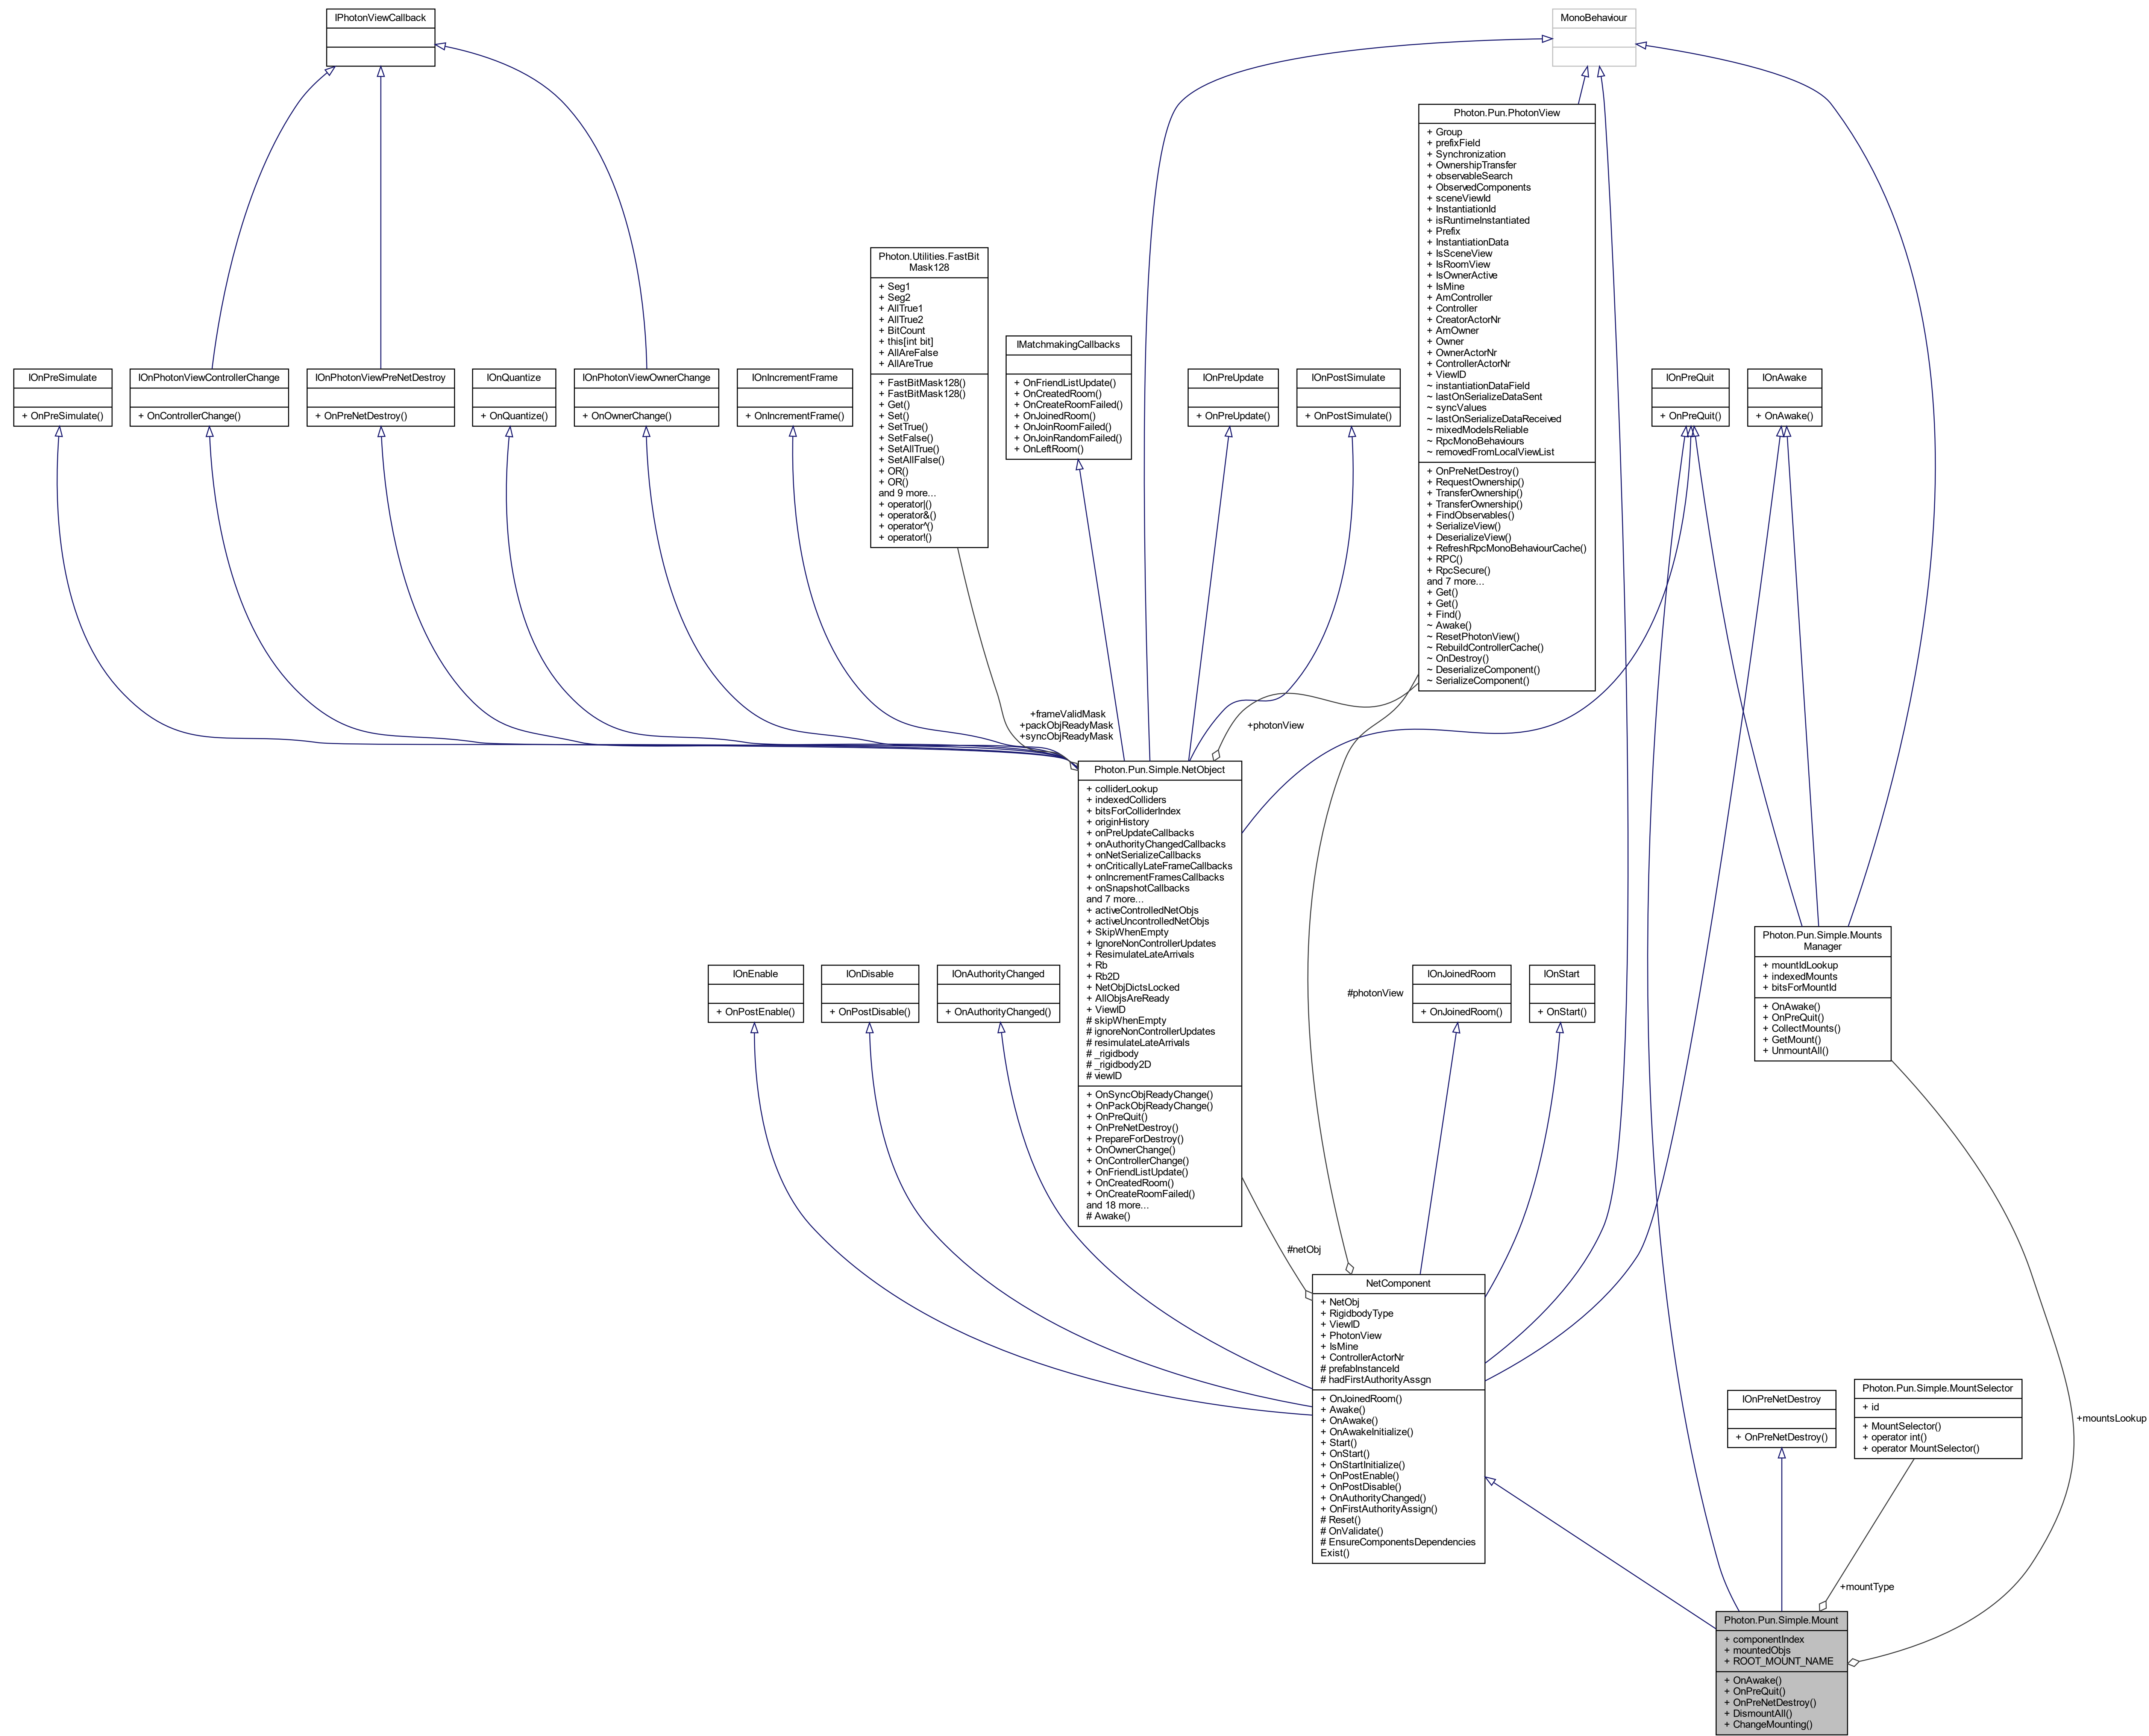 IPhotonViewCallback
MonoBehaviour
Photon.Pun.PhotonView
+ Group
+ prefixField
+ Synchronization
+ OwnershipTransfer
+ observableSearch
+ ObservedComponents
+ sceneViewId
+ InstantiationId
+ isRuntimeInstantiated
+ Prefix
+ InstantiationData
+ IsSceneView
+ IsRoomView
+ IsOwnerActive
+ IsMine
+ AmController
+ Controller
+ CreatorActorNr
+ AmOwner
+ Owner
+ OwnerActorNr
+ ControllerActorNr
+ ViewID
~ instantiationDataField
~ lastOnSerializeDataSent
~ syncValues
~ lastOnSerializeDataReceived
~ mixedModeIsReliable
~ RpcMonoBehaviours
~ removedFromLocalViewList
+ OnPreNetDestroy()
+ RequestOwnership()
+ TransferOwnership()
+ TransferOwnership()
+ FindObservables()
+ SerializeView()
+ DeserializeView()
+ RefreshRpcMonoBehaviourCache()
+ RPC()
+ RpcSecure()
and 7 more...
+ Get()
+ Get()
+ Find()
~ Awake()
~ ResetPhotonView()
~ RebuildControllerCache()
~ OnDestroy()
~ DeserializeComponent()
~ SerializeComponent()
Photon.Utilities.FastBit
Mask128
+ Seg1
+ Seg2
+ AllTrue1
+ AllTrue2
+ BitCount
+ this[int bit]
+ AllAreFalse
+ AllAreTrue
+ FastBitMask128()
+ FastBitMask128()
+ Get()
+ Set()
+ SetTrue()
+ SetFalse()
+ SetAllTrue()
+ SetAllFalse()
+ OR()
+ OR()
and 9 more...
+ operator|()
+ operator&()
+ operator^()
+ operator!()
IMatchmakingCallbacks
+ OnFriendListUpdate()
+ OnCreatedRoom()
+ OnCreateRoomFailed()
+ OnJoinedRoom()
+ OnJoinRoomFailed()
+ OnJoinRandomFailed()
+ OnLeftRoom()
IOnPreSimulate
+ OnPreSimulate()
IOnPhotonViewControllerChange
+ OnControllerChange()
IOnPhotonViewPreNetDestroy
+ OnPreNetDestroy()
IOnQuantize
+ OnQuantize()
IOnPhotonViewOwnerChange
+ OnOwnerChange()
IOnIncrementFrame
+ OnIncrementFrame()
IOnPreUpdate
+ OnPreUpdate()
IOnPostSimulate
+ OnPostSimulate()
IOnPreQuit
+ OnPreQuit()
IOnAwake
+ OnAwake()
+frameValidMask
+packObjReadyMask
+syncObjReadyMask
+photonView
Photon.Pun.Simple.NetObject
+ colliderLookup
+ indexedColliders
+ bitsForColliderIndex
+ originHistory
+ onPreUpdateCallbacks
+ onAuthorityChangedCallbacks
+ onNetSerializeCallbacks
+ onCriticallyLateFrameCallbacks
+ onIncrementFramesCallbacks
+ onSnapshotCallbacks
and 7 more...
+ activeControlledNetObjs
+ activeUncontrolledNetObjs
+ SkipWhenEmpty
+ IgnoreNonControllerUpdates
+ ResimulateLateArrivals
+ Rb
+ Rb2D
+ NetObjDictsLocked
+ AllObjsAreReady
+ ViewID
# skipWhenEmpty
# ignoreNonControllerUpdates
# resimulateLateArrivals
# _rigidbody
# _rigidbody2D
# viewID
+ OnSyncObjReadyChange()
+ OnPackObjReadyChange()
+ OnPreQuit()
+ OnPreNetDestroy()
+ PrepareForDestroy()
+ OnOwnerChange()
+ OnControllerChange()
+ OnFriendListUpdate()
+ OnCreatedRoom()
+ OnCreateRoomFailed()
and 18 more...
# Awake()
Photon.Pun.Simple.Mounts
Manager
+ mountIdLookup
+ indexedMounts
+ bitsForMountId
+ OnAwake()
+ OnPreQuit()
+ CollectMounts()
+ GetMount()
+ UnmountAll()
IOnEnable
+ OnPostEnable()
IOnDisable
+ OnPostDisable()
IOnAuthorityChanged
+ OnAuthorityChanged()
#photonView
IOnJoinedRoom
+ OnJoinedRoom()
IOnStart
+ OnStart()
#netObj
NetComponent
+ NetObj
+ RigidbodyType
+ ViewID
+ PhotonView
+ IsMine
+ ControllerActorNr
# prefabInstanceId
# hadFirstAuthorityAssgn
+ OnJoinedRoom()
+ Awake()
+ OnAwake()
+ OnAwakeInitialize()
+ Start()
+ OnStart()
+ OnStartInitialize()
+ OnPostEnable()
+ OnPostDisable()
+ OnAuthorityChanged()
+ OnFirstAuthorityAssign()
# Reset()
# OnValidate()
# EnsureComponentsDependencies
Exist()
IOnPreNetDestroy
+ OnPreNetDestroy()
Photon.Pun.Simple.MountSelector
+ id
+ MountSelector()
+ operator int()
+ operator MountSelector()
+mountsLookup
+mountType
Photon.Pun.Simple.Mount
+ componentIndex
+ mountedObjs
+ ROOT_MOUNT_NAME
+ OnAwake()
+ OnPreQuit()
+ OnPreNetDestroy()
+ DismountAll()
+ ChangeMounting()